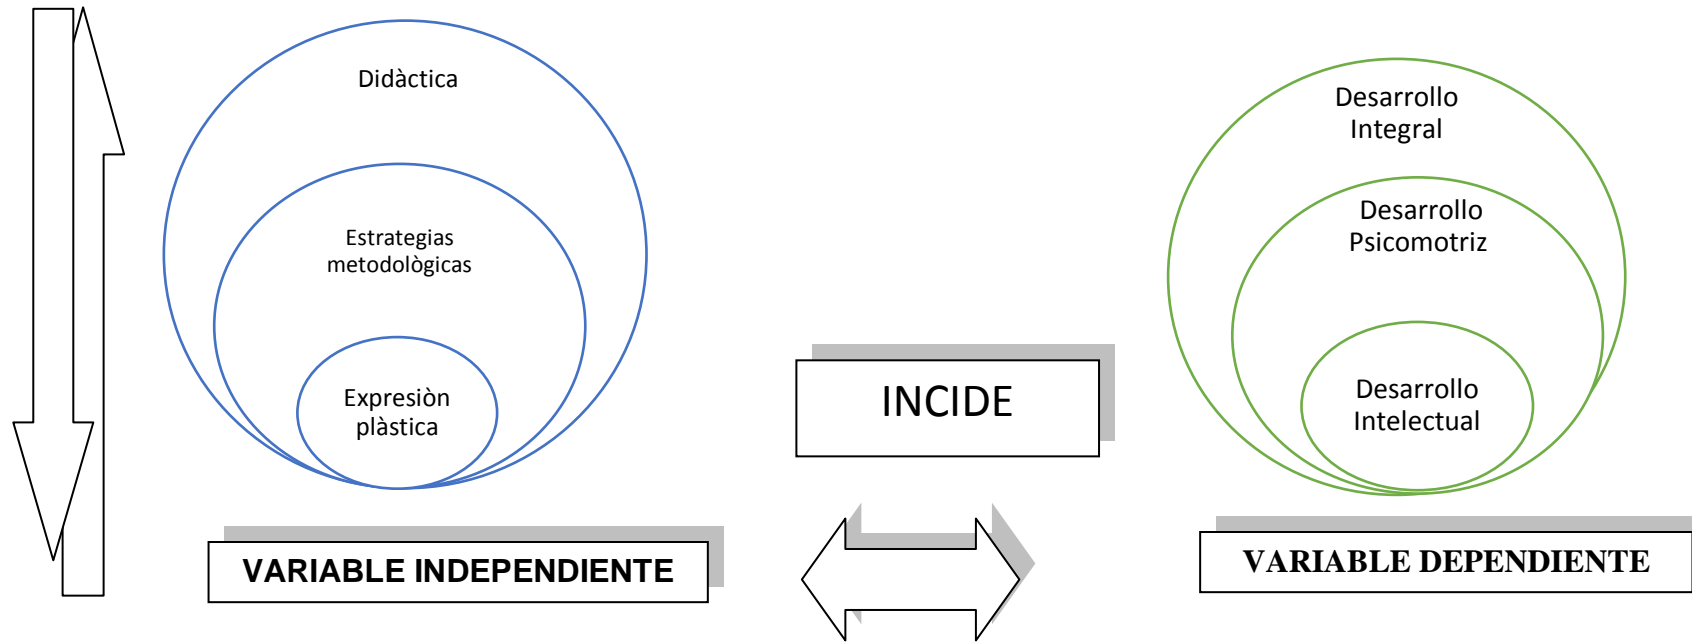 Didàctica
Estrategias
metodològicas
Expresiòn
plàstica
VARIABLE INDEPENDIENTE
INCIDE
Desarrollo
Integral
Desarrollo
Psicomotriz
Desarrollo
Intelectual
VARIABLE DEPENDIENTE